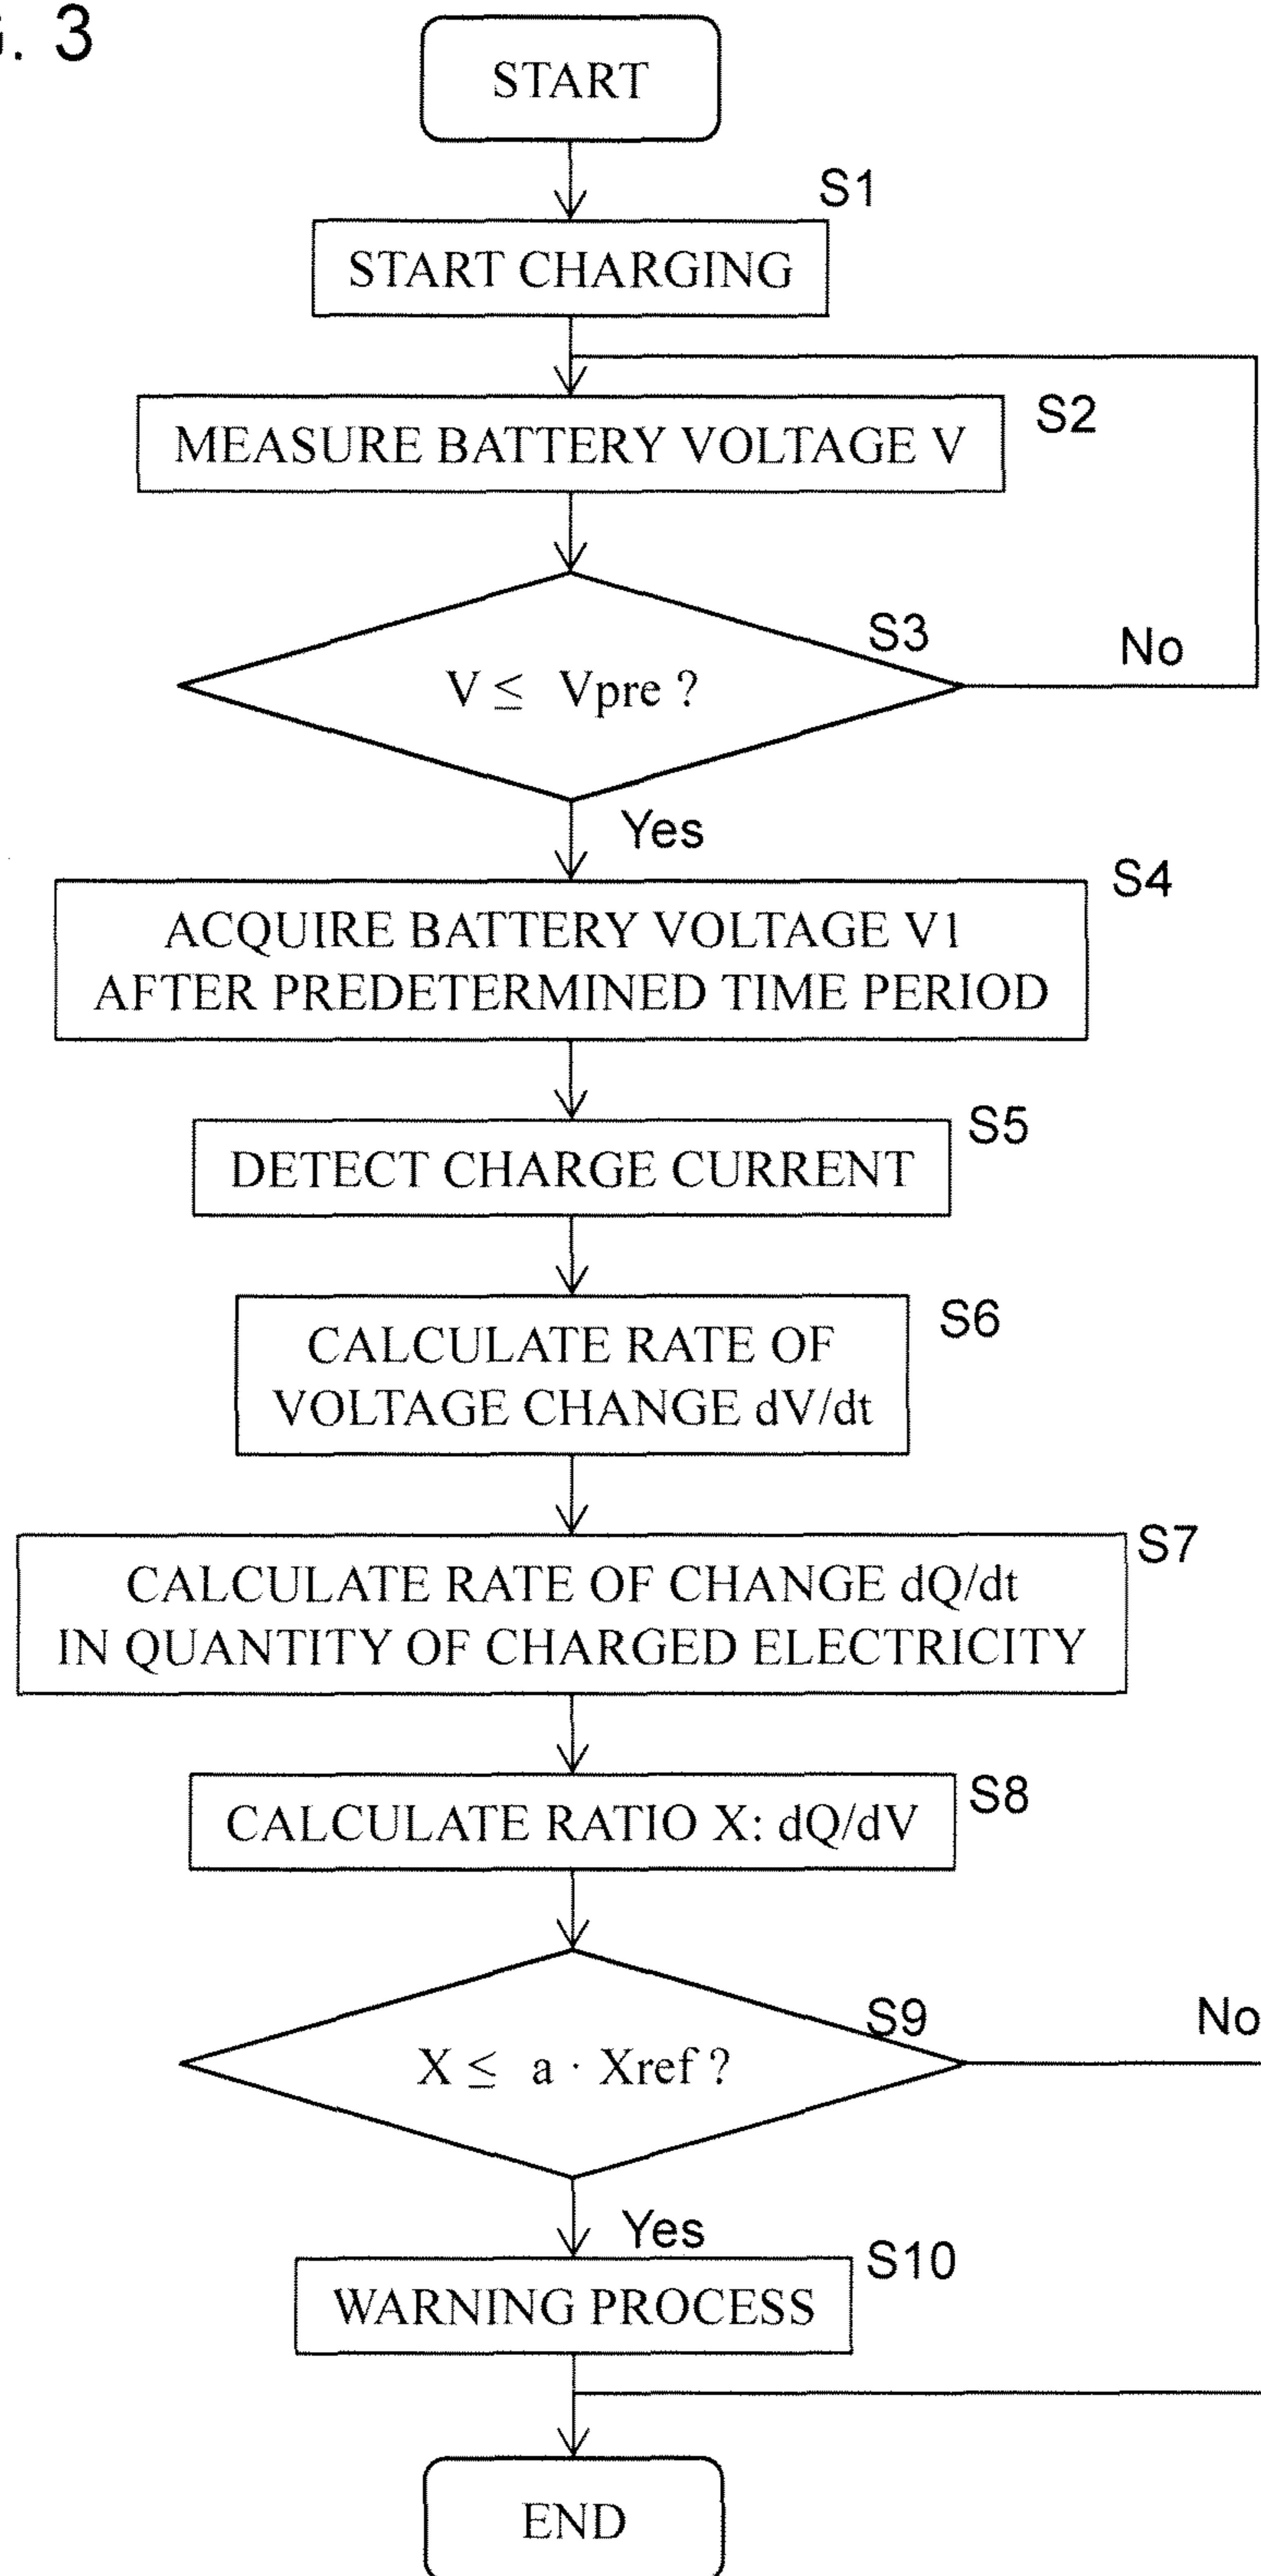 . 3
START
S1
START CHARGING
S2
MEASURE BATTERY VOLTAGE V
S3
No
V ≤ Vpre ?
Yes
S4
ACQUIRE BATTERY VOLTAGE V1
AFTER PREDETERMINED TIME PERIOD
S5
DETECT CHARGE CURRENT
S6
CALCULATE RATE OF
VOLTAGE CHANGE dV/dt
S7
CALCULATE RATE OF CHANGE dQ/dt
IN QUANTITY OF CHARGED ELECTRICITY
S8
CALCULATE RATIO X: dQ/dV
S9
No
X ≤ a · Xref ?
Yes
S10
WARNING PROCESS
END